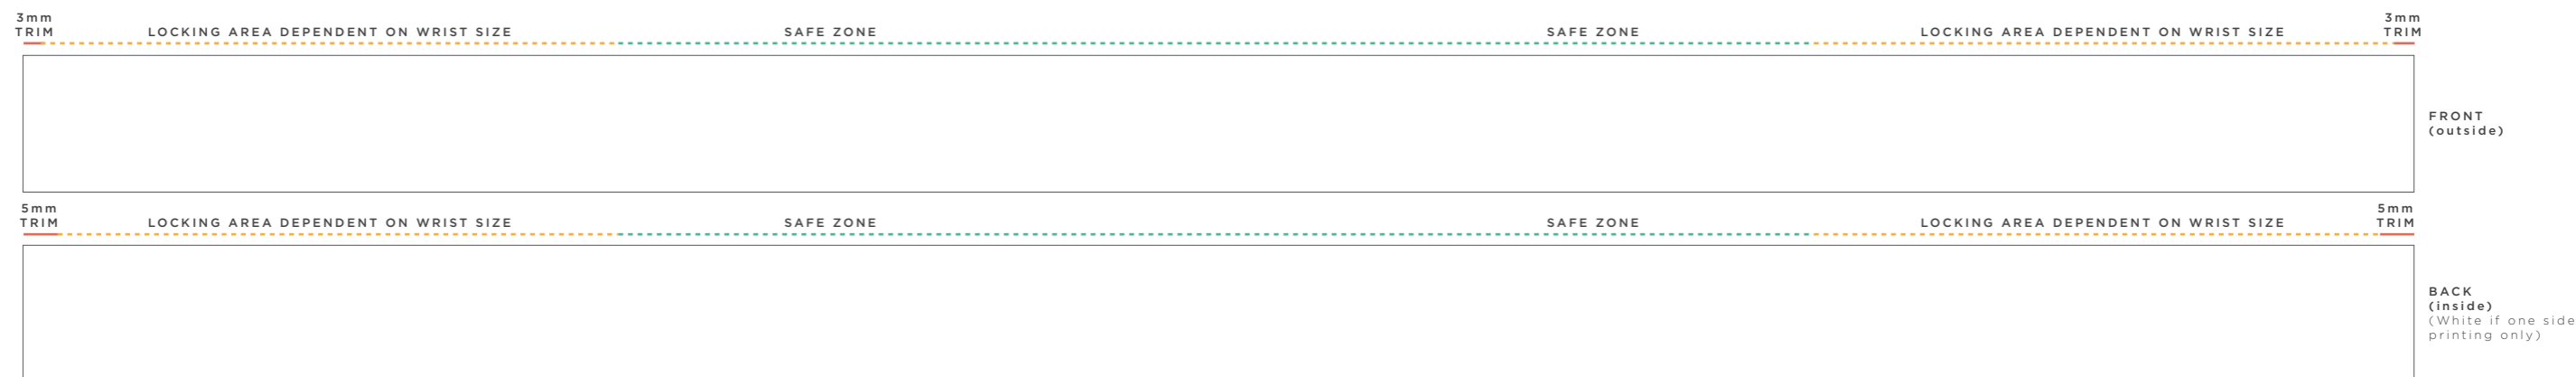 3mm
TRIM
LOCKING AREA DEPENDENT ON WRIST SIZE
SAFE ZONE
SAFE ZONE
LOCKING AREA DEPENDENT ON WRIST SIZE
3mm
TRIM
FRONT
(outside)
5mm
TRIM
LOCKING AREA DEPENDENT ON WRIST SIZE
SAFE ZONE
SAFE ZONE
LOCKING AREA DEPENDENT ON WRIST SIZE
5mm
TRIM
BACK
(inside)
(White if one side
printing only)